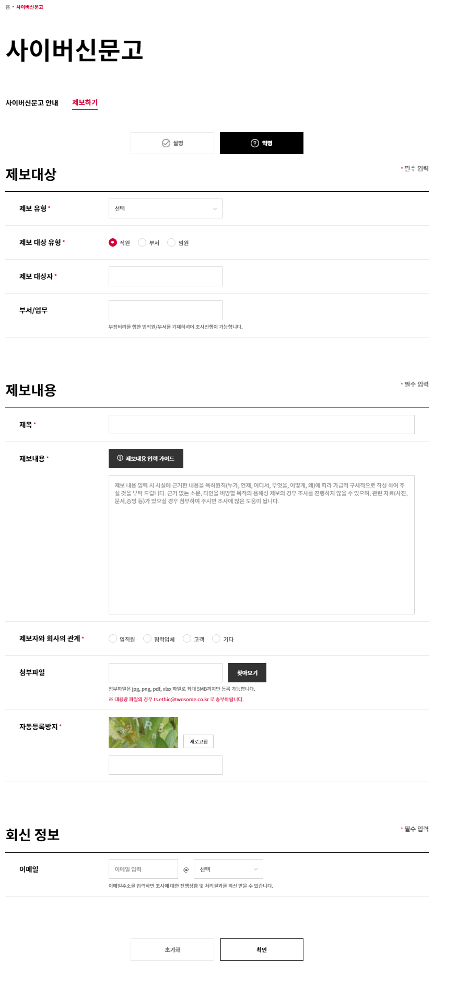 홈 · 사이버신문고
사이버신문고
사이버신문고 안내 제보하기
실명 익명
제보대상
* 필수 입력
제보 유형 *
선택
제보 대상 유형 *
직원 부서 임원
제보 대상자 *
부서/업무
부정비리를 행한 임직원/부서를 기재하셔야 조사진행이 가능합니다.
제보내용
* 필수 입력
제목 *
제보내용 *
제보내용 입력 가이드
제보 내용 입력 시 사실에 근거한 내용을 육하원칙(누가, 언제, 어디서, 무엇을, 어떻게, 왜)에 따라 가급적 구체적으로 작성 하여 주
실 것을 부탁 드립니다. 근거 없는 소문, 타인을 비방할 목적의 음해성 제보의 경우 조사를 진행하지 않을 수 있으며, 관련 자료(사진,
문서,증빙 등)가 있으실 경우 첨부하여 주시면 조사에 많은 도움이 됩니다.
제보자와 회사의 관계 *
임직원 협력업체 고객 기타
첨부파일
찾아보기
첨부파일은 jpg, png, pdf, xlsx 파일로 최대 5MB까지만 등록 가능합니다.
※ 대용량 파일의 경우 ts.ethic@twosome.co.kr 로 송부바랍니다.
자동등록방지 *
새로고침
회신 정보
* 필수 입력
이메일
이메일 입력 @ 선택
이메일주소를 입력하면 조사에 대한 진행상황 및 처리결과를 회신 받을 수 있습니다.
초기화 확인